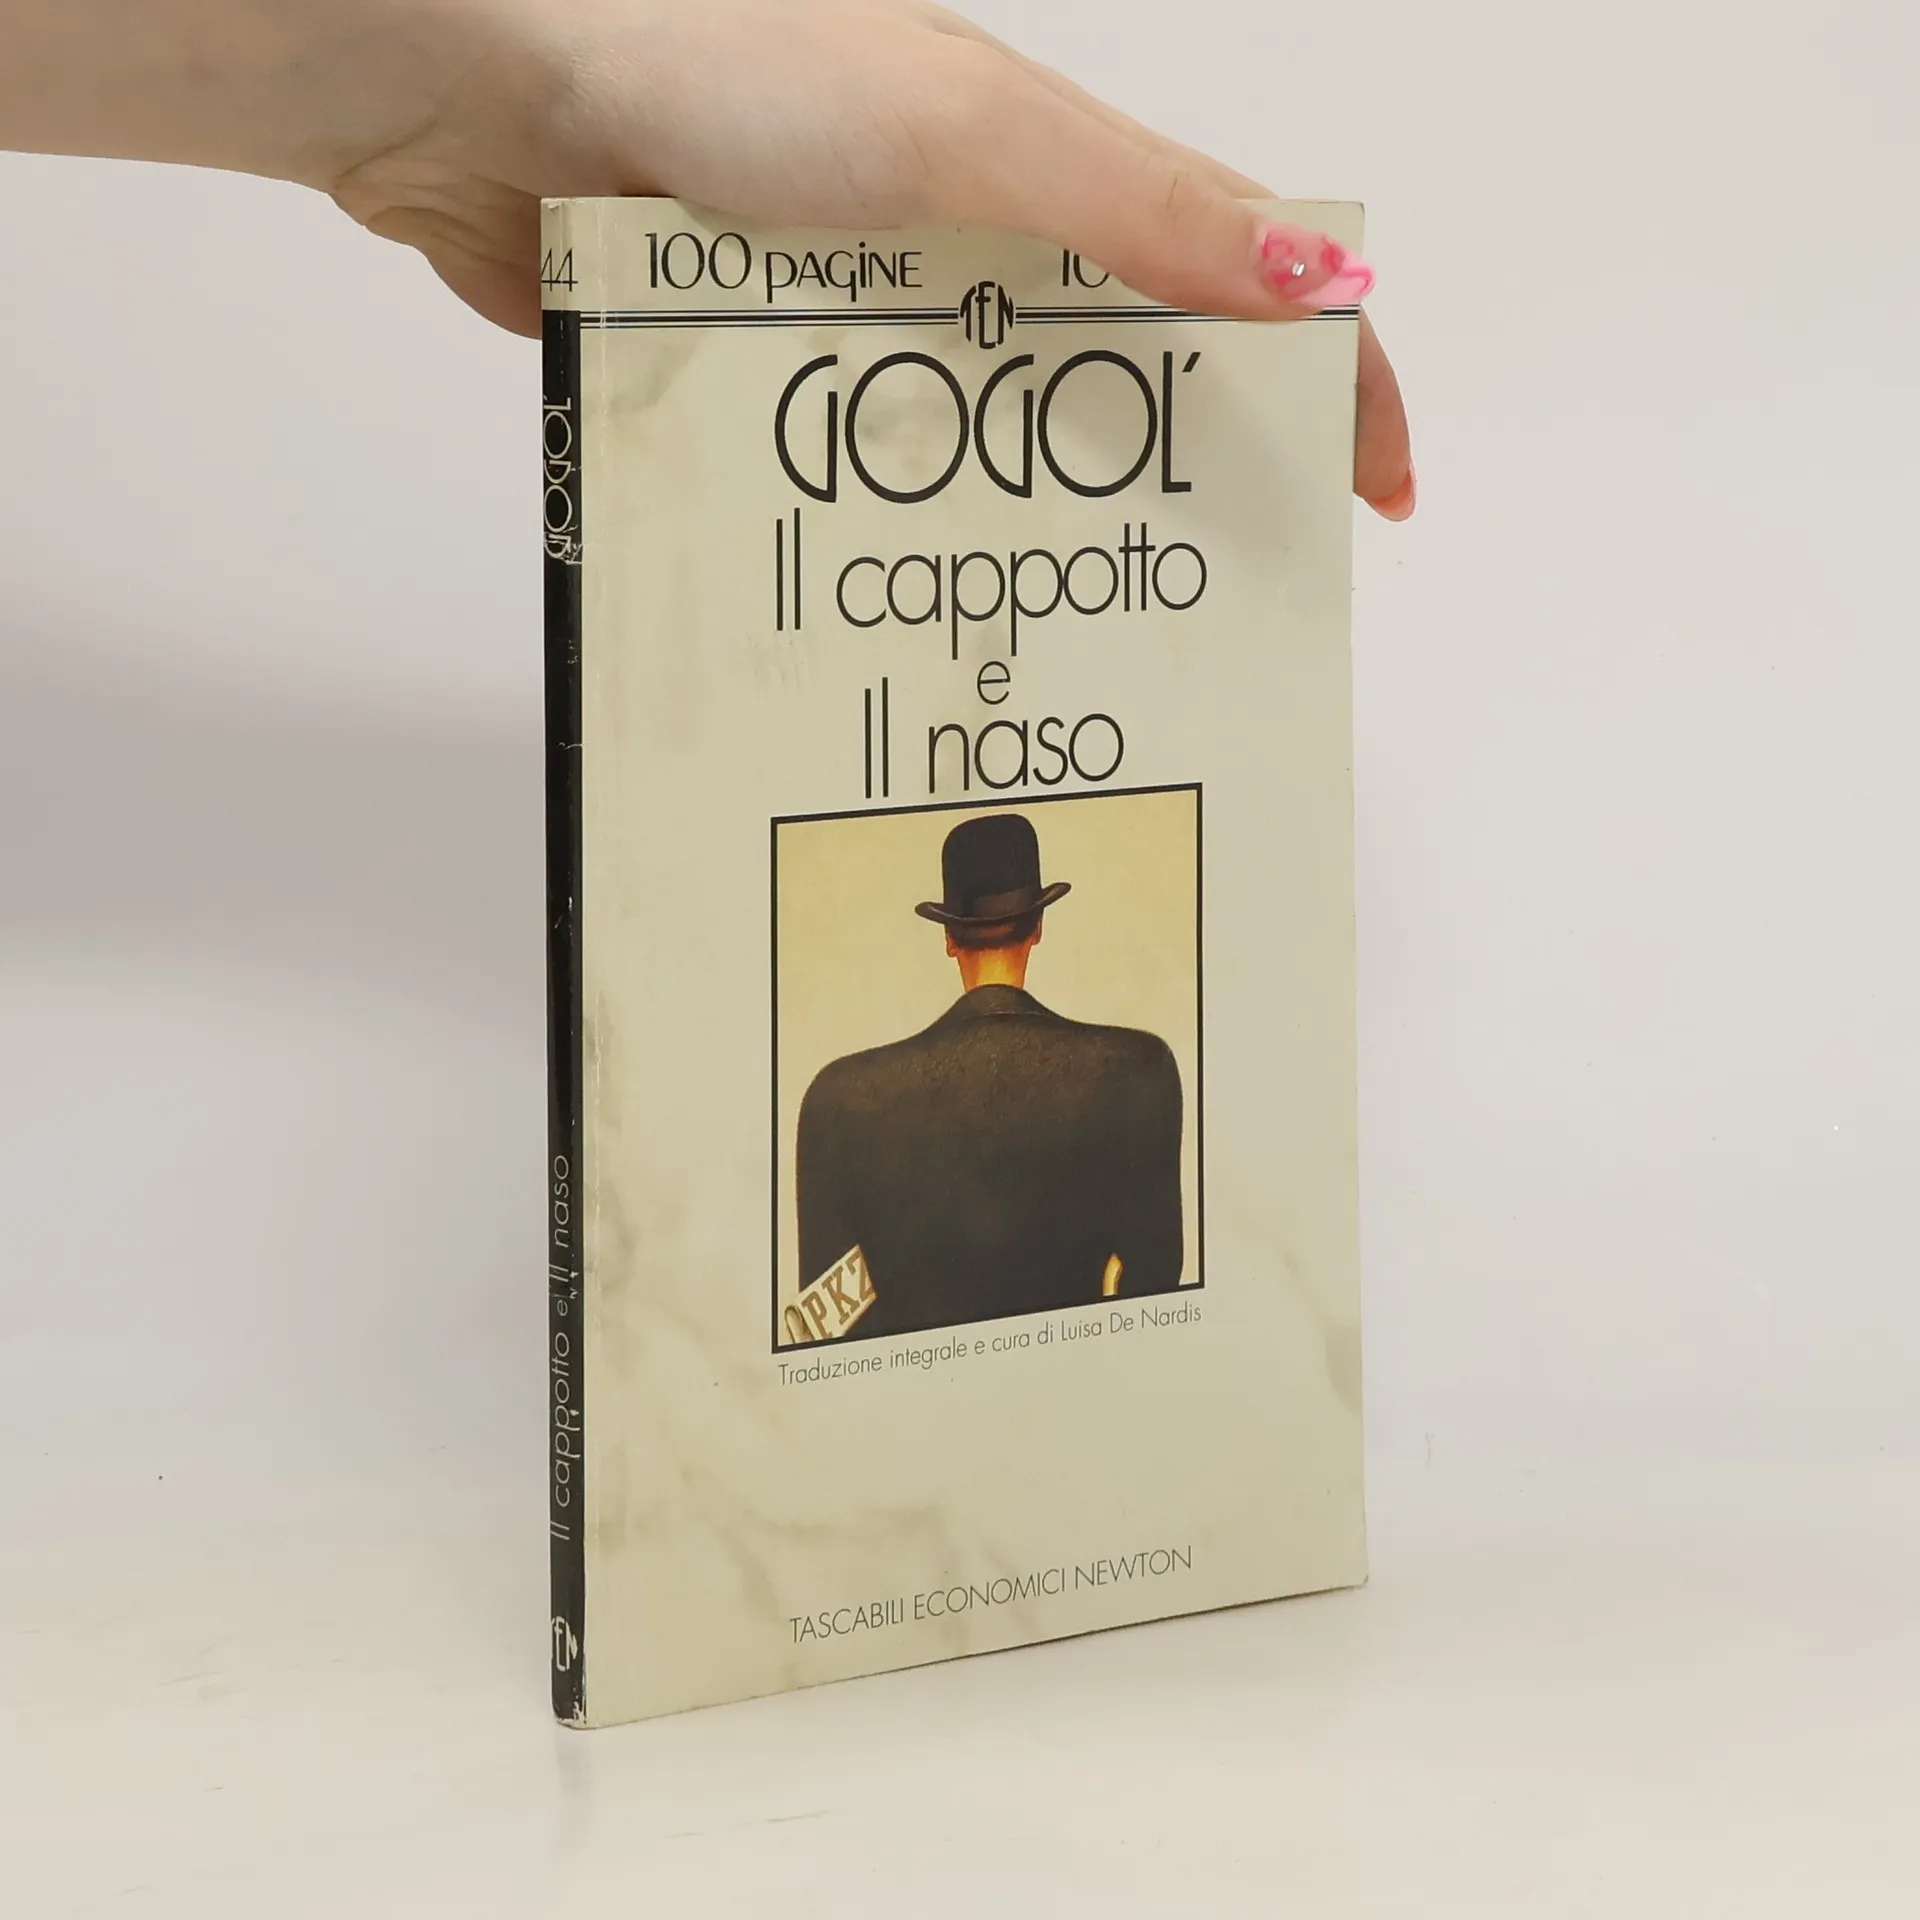 44
100 PAGINE 10
TEN
GOGOL'
Il cappotto
e
Il naso
PKZ
Traduzione integrale e cura di Luisa De Nardis
TASCABILI ECONOMICI NEWTON
GOGOL'
Il cappotto e Il naso
TEN